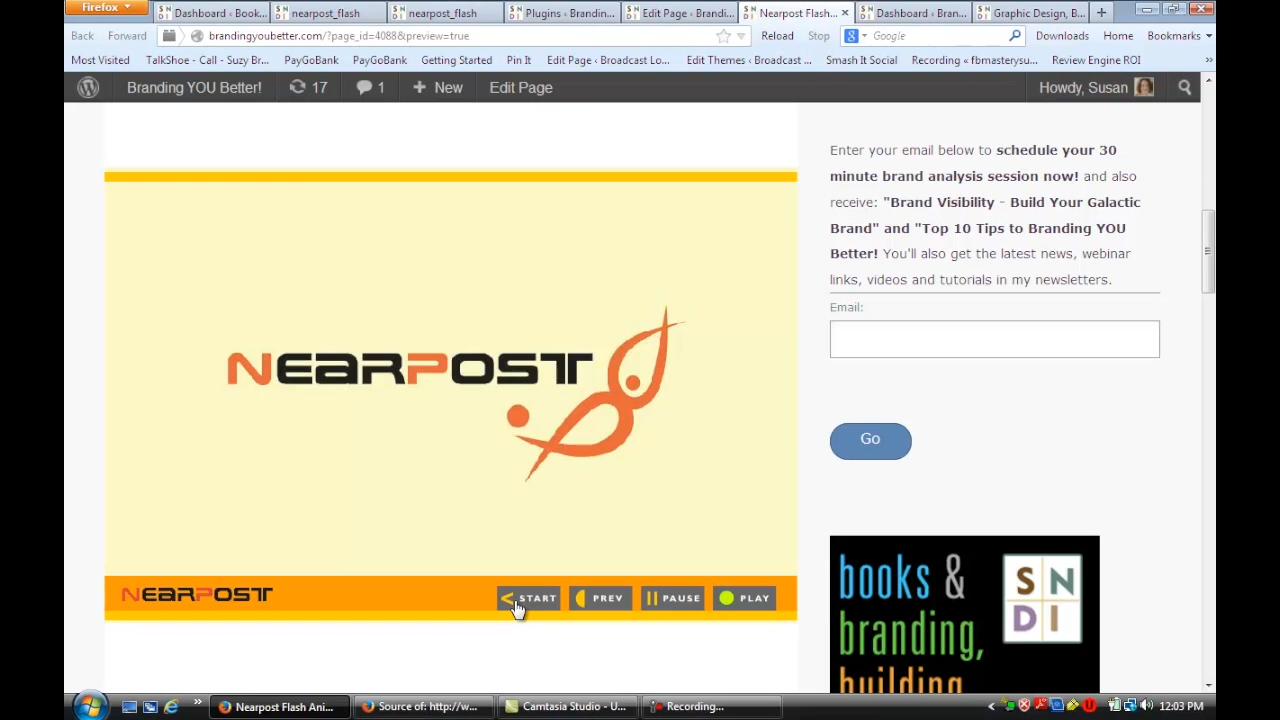 Firefox
Dashboard ‹ Book...
nearpost_flash
nearpost_flash
Plugins ‹ Brandin...
Edit Page ‹ Brandi...
Nearpost Flash...
Dashboard ‹ Bran...
Graphic Design, B...
Back
Forward
brandingyoubetter.com/?page_id=4088&preview=true
Reload
Stop
Google
Downloads
Home
Bookmarks
Most Visited
TalkShoe - Call - Suzy Br...
PayGoBank
PayGoBank
Getting Started
Pin It
Edit Page ‹ Broadcast Lo...
Edit Themes ‹ Broadcast ...
Smash It Social
Recording « fbmasterysu...
Review Engine ROI
Branding YOU Better!
17
1
+ New
Edit Page
Howdy, Susan
Enter your email below to schedule your 30
minute brand analysis session now! and also
receive: "Brand Visibility - Build Your Galactic
Brand" and "Top 10 Tips to Branding YOU
Better! You'll also get the latest news, webinar
links, videos and tutorials in my newsletters.
Email:
Go
NEARPOST
NEARPOST
< START
PREV
PAUSE
PLAY
books &
branding,
building
S N
D I
Nearpost Flash Ani...
Source of: http://w...
Camtasia Studio - U...
Recording...
12:03 PM